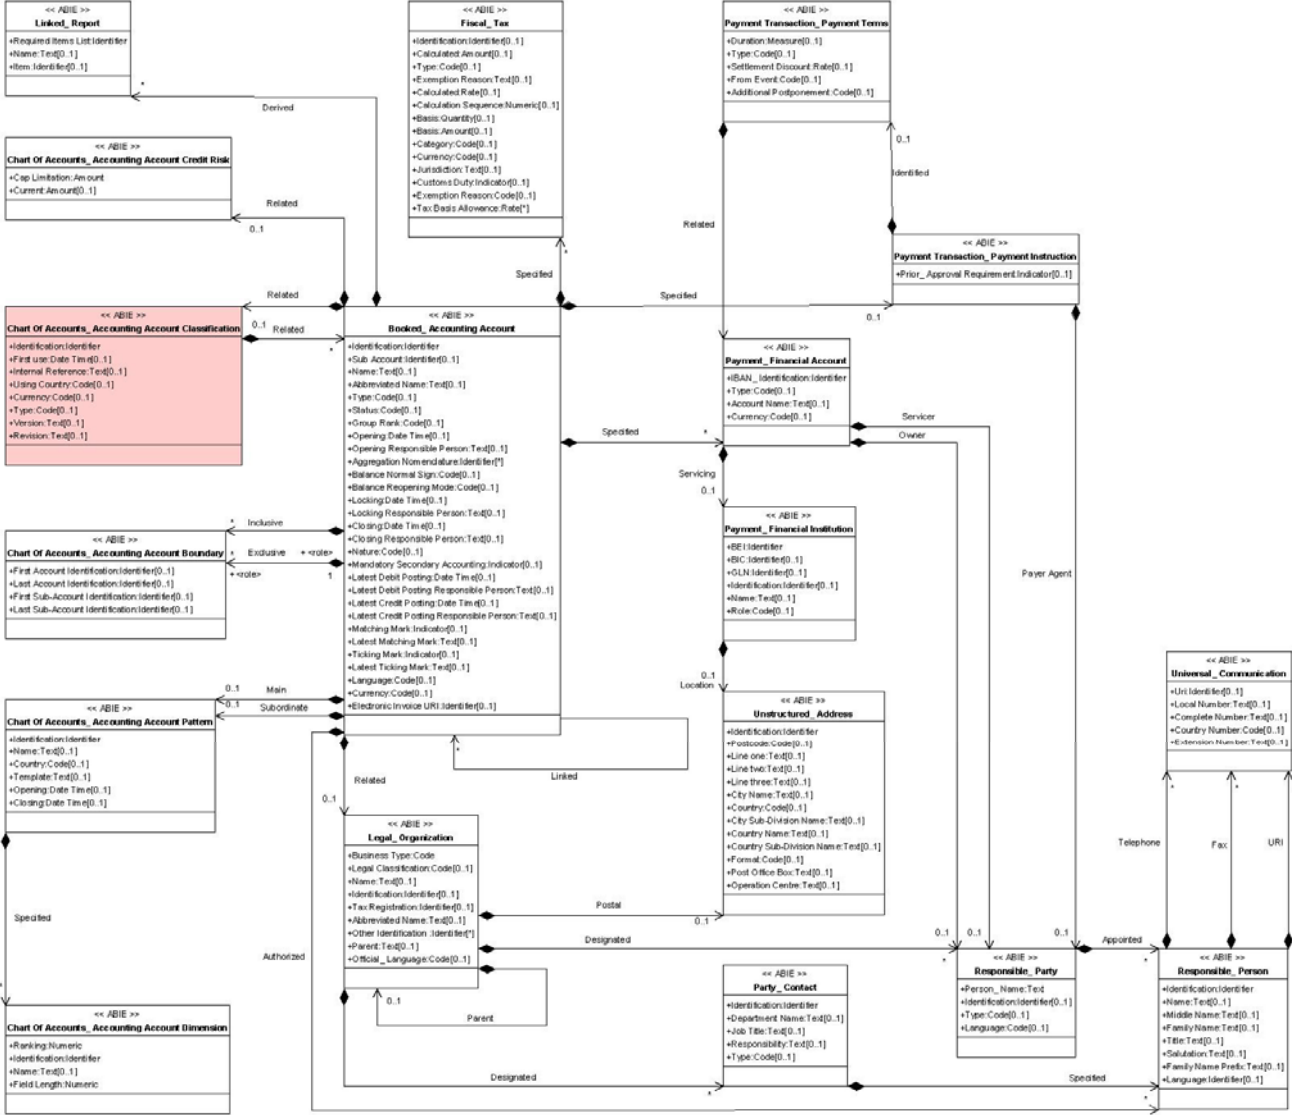 << ABIE >>
Linked_ Report
+Required Items List:Identifier
+Name:Text[0..1]
+Item:Identifier[0..1]
*
Derived
<< ABIE >>
Chart Of Accounts_ Accounting Account Credit Risk
+Cap Limitation:Amount
+Current:Amount[0..1]
Related
0..1
<< ABIE >>
Fiscal_ Tax
+Identification:Identifier[0..1]
+Calculated:Amount[0..1]
+Type:Code[0..1]
+Exemption Reason:Text[0..1]
+Calculated:Rate[0..1]
+Calculation Sequence:Numeric[0..1]
+Basis:Quantity[0..1]
+Basis:Amount[0..1]
+Category:Code[0..1]
+Currency:Code[0..1]
+Jurisdiction:Text[0..1]
+Customs Duty:Indicator[0..1]
+Exemption Reason:Code[0..1]
+Tax Basis Allowance:Rate[*]
*
Specified
<< ABIE >>
Payment Transaction_ Payment Terms
+Duration:Measure[0..1]
+Type:Code[0..1]
+Settlement Discount:Rate[0..1]
+From Event:Code[0..1]
+Additional Postponement:Code[0..1]
0..1
Identified
Related
<< ABIE >>
Payment Transaction_ Payment Instruction
+Prior_ Approval Requirement:Indicator[0..1]
Specified
0..1
<< ABIE >>
Chart Of Accounts_ Accounting Account Classification
+Identification:Identifier
+First use:Date Time[0..1]
+Internal Reference:Text[0..1]
+Using Country:Code[0..1]
+Currency:Code[0..1]
+Type:Code[0..1]
+Version:Text[0..1]
+Revision:Text[0..1]
Related
0..1
Related
*
<< ABIE >>
Booked_ Accounting Account
+Identification:Identifier
+Sub Account:Identifier[0..1]
+Name:Text[0..1]
+Abbreviated Name:Text[0..1]
+Type:Code[0..1]
+Status:Code[0..1]
+Group Rank:Code[0..1]
+Opening:Date Time[0..1]
+Opening Responsible Person:Text[0..1]
+Aggregation Nomenclature:Identifier[*]
+Balance Normal Sign:Code[0..1]
+Balance Reopening Mode:Code[0..1]
+Locking:Date Time[0..1]
+Locking Responsible Person:Text[0..1]
+Closing:Date Time[0..1]
+Closing Responsible Person:Text[0..1]
+Nature:Code[0..1]
+Mandatory Secondary Accounting:Indicator[0..1]
+Latest Debit Posting:Date Time[0..1]
+Latest Debit Posting Responsible Person:Text[0..1]
+Latest Credit Posting:Date Time[0..1]
+Latest Credit Posting Responsible Person:Text[0..1]
+Matching Mark:Indicator[0..1]
+Latest Matching Mark:Text[0..1]
+Ticking Mark:Indicator[0..1]
+Latest Ticking Mark:Text[0..1]
+Language:Code[0..1]
+Currency:Code[0..1]
+Electronic Invoice URI:Identifier[0..1]
Specified
*
<< ABIE >>
Payment_ Financial Account
+IBAN_ Identification:Identifier
+Type:Code[0..1]
+Account Name:Text[0..1]
+Currency:Code[0..1]
Servicer
Owner
Servicing
0..1
<< ABIE >>
Payment_ Financial Institution
+BEI:Identifier
+BIC:Identifier[0..1]
+GLN:Identifier[0..1]
+Identification:Identifier[0..1]
+Name:Text[0..1]
+Role:Code[0..1]
Payer Agent
0..1
Location
* Inclusive
* Exclusive + <role>
+ <role> 1
<< ABIE >>
Chart Of Accounts_ Accounting Account Boundary
+First Account Identification:Identifier[0..1]
+Last Account Identification:Identifier[0..1]
+First Sub-Account Identification:Identifier[0..1]
+Last Sub-Account Identification:Identifier[0..1]
0..1 Main
0..1 Subordinate
<< ABIE >>
Chart Of Accounts_ Accounting Account Pattern
+Identification:Identifier
+Name:Text[0..1]
+Country:Code[0..1]
+Template:Text[0..1]
+Opening:Date Time[0..1]
+Closing:Date Time[0..1]
Specified
*
<< ABIE >>
Chart Of Accounts_ Accounting Account Dimension
+Ranking:Numeric
+Identification:Identifier
+Name:Text[0..1]
+Field Length:Numeric
*
Linked
Related
0..1
<< ABIE >>
Legal_ Organization
+Business Type:Code
+Legal Classification:Code[0..1]
+Name:Text[0..1]
+Identification:Identifier[0..1]
+Tax Registration:Identifier[0..1]
+Abbreviated Name:Text[0..1]
+Other Identification :Identifier[*]
+Parent:Text[0..1]
+Official_ Language:Code[0..1]
Authorized
0..1
Parent
<< ABIE >>
Unstructured_ Address
+Identification:Identifier
+Postcode:Code[0..1]
+Line one:Text[0..1]
+Line two:Text[0..1]
+Line three:Text[0..1]
+City Name:Text[0..1]
+Country:Code[0..1]
+City Sub-Division Name:Text[0..1]
+Country Name:Text[0..1]
+Country Sub-Division Name:Text[0..1]
+Format:Code[0..1]
+Post Office Box:Text[0..1]
+Operation Centre:Text[0..1]
Postal
0..1
Designated
*
0..1
0..1
0..1
<< ABIE >>
Universal_ Communication
+Uri:Identifier[0..1]
+Local Number:Text[0..1]
+Complete Number:Text[0..1]
+Country Number:Code[0..1]
+Extension Number:Text[0..1]
*
*
*
Telephone
Fax
URI
Appointed
*
<< ABIE >>
Party_ Contact
+Identification:Identifier
+Department Name:Text[0..1]
+Job Title:Text[0..1]
+Responsibility:Text[0..1]
+Type:Code[0..1]
<< ABIE >>
Responsible_ Party
+Person_ Name:Text
+Identification:Identifier[0..1]
+Type:Code[0..1]
+Language:Code[0..1]
<< ABIE >>
Responsible_ Person
+Identification:Identifier
+Name:Text[0..1]
+Middle Name:Text[0..1]
+Family Name:Text[0..1]
+Title:Text[0..1]
+Salutation:Text[0..1]
+Family Name Prefix:Text[0..1]
+Language:Identifier[0..1]
Designated
*
Specified
*